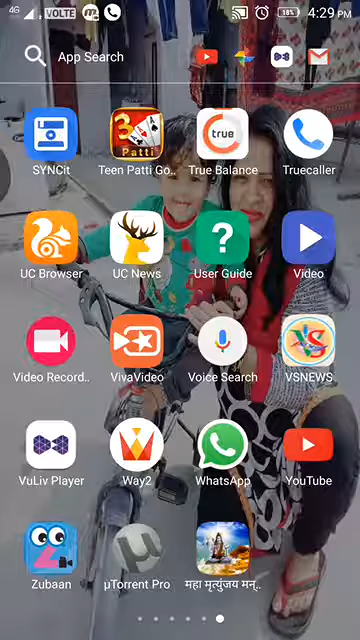 4G VOLTE 18% 4:29 PM
App Search
3 Patti true
SYNCit Teen Patti Go.. True Balance Truecaller
?
UC Browser UC News User Guide Video
VS
Video Record.. VivaVideo Voice Search VSNEWS
VuLiv Player Way2 WhatsApp YouTube
µ
Zubaan µTorrent Pro महा मृत्युंजय मन्..